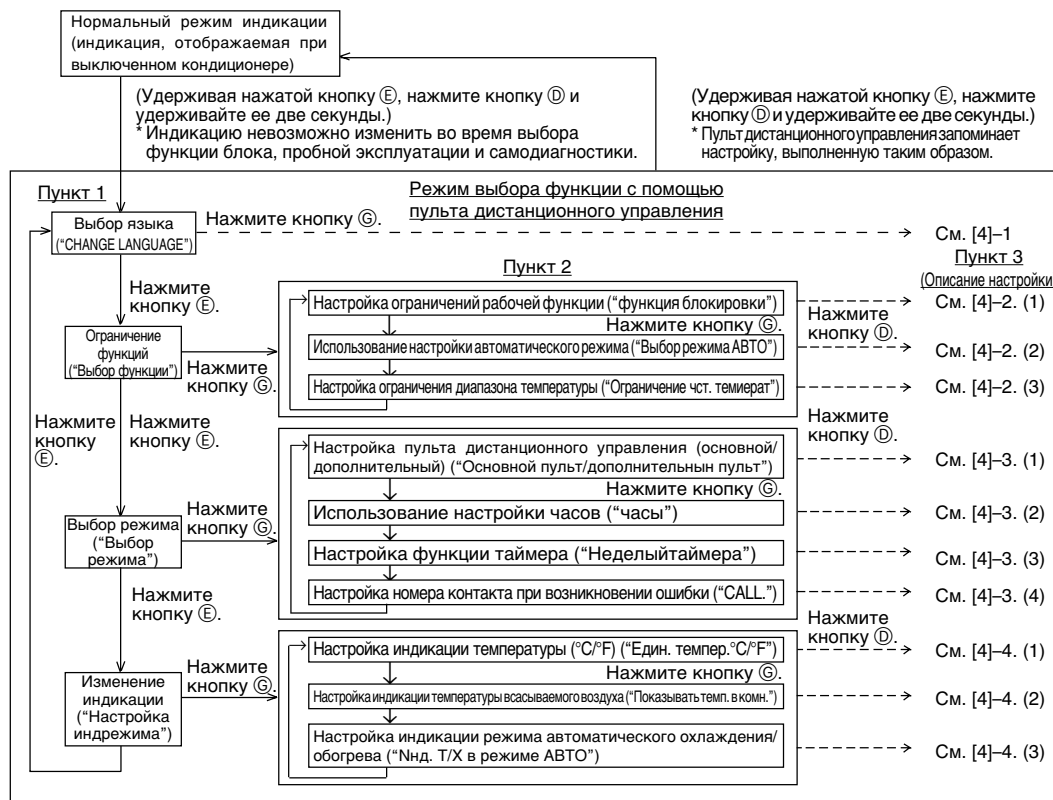 Нормальный режим индикации
(индикация, отображаемая при
выключенном кондиционере)
(Удерживая нажатой кнопку Ⓔ, нажмите кнопку Ⓓ и
удерживайте ее две секунды.)
* Индикацию невозможно изменить во время выбора
функции блока, пробной эксплуатации и самодиагностики.
(Удерживая нажатой кнопку Ⓔ, нажмите
кнопку Ⓓ и удерживайте ее две секунды.)
* Пульт дистанционного управления запоминает
настройку, выполненную таким образом.
Пункт 1
Режим выбора функции с помощью
пульта дистанционного управления
Выбор языка
(“CHANGE LANGUAGE”)
Нажмите кнопку Ⓖ.
См. [4]–1
Пункт 2
Пункт 3
(Описание настройки
Нажмите
кнопку Ⓔ.
Настройка ограничений рабочей функции (“функция блокировки”)
См. [4]–2. (1)
Нажмите кнопку Ⓖ.
Нажмите
кнопку Ⓓ.
Ограничение
функций
(“Выбор функции”)
Нажмите
кнопку Ⓖ.
Использование настройки автоматического режима (“Выбор режима АВТО”)
См. [4]–2. (2)
Настройка ограничения диапазона температуры (“Ограничение чст. темиерат”)
См. [4]–2. (3)
Нажмите
кнопку
Ⓔ.
Нажмите
кнопку Ⓔ.
Нажмите
кнопку Ⓓ.
Настройка пульта дистанционного управления (основной/
дополнительный) (“Основной пульт/дополнительнын пульт”)
См. [4]–3. (1)
Нажмите кнопку Ⓖ.
Выбор режима
(“Выбор
режима”)
Нажмите
кнопку Ⓖ.
Использование настройки часов (“часы”)
См. [4]–3. (2)
Настройка функции таймера (“Неделыйтаймера”)
См. [4]–3. (3)
Настройка номера контакта при возникновении ошибки (“CALL.”)
См. [4]–3. (4)
Нажмите
кнопку Ⓔ.
Нажмите
кнопку Ⓓ.
Настройка индикации температуры (°C/°F) (“Един. темпер.°C/°F”)
См. [4]–4. (1)
Нажмите кнопку Ⓖ.
Изменение
индикации
(“Настройка
индрежима”)
Нажмите
кнопку Ⓖ.
Настройка индикации температуры всасываемого воздуха (“Показывать темп. в комн.”)
См. [4]–4. (2)
Настройка индикации режима автоматического охлаждения/
обогрева (“Nнд. T/X в режиме АВТО”)
См. [4]–4. (3)